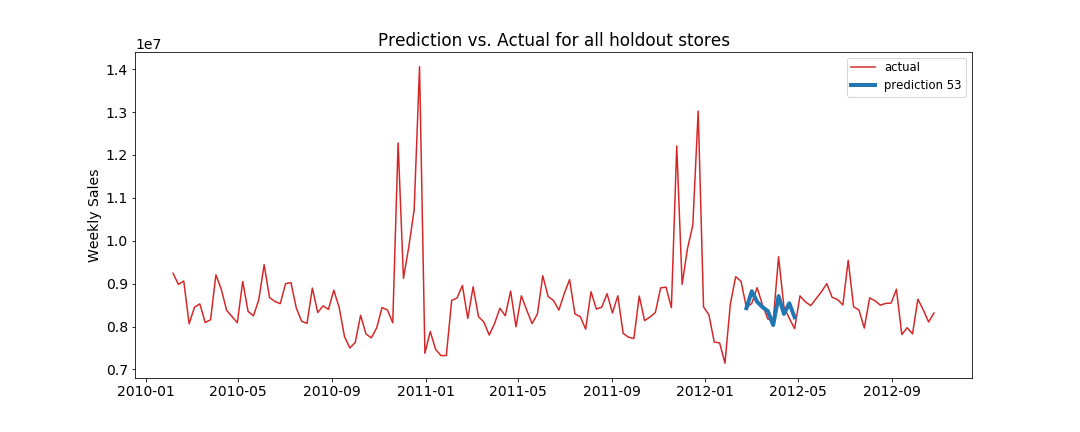 Prediction vs. Actual for all holdout stores
1e7
actual
prediction 53
Weekly Sales
1.4
1.3
1.2
1.1
1.0
0.9
0.8
0.7
2010-01 2010-05 2010-09 2011-01 2011-05 2011-09 2012-01 2012-05 2012-09